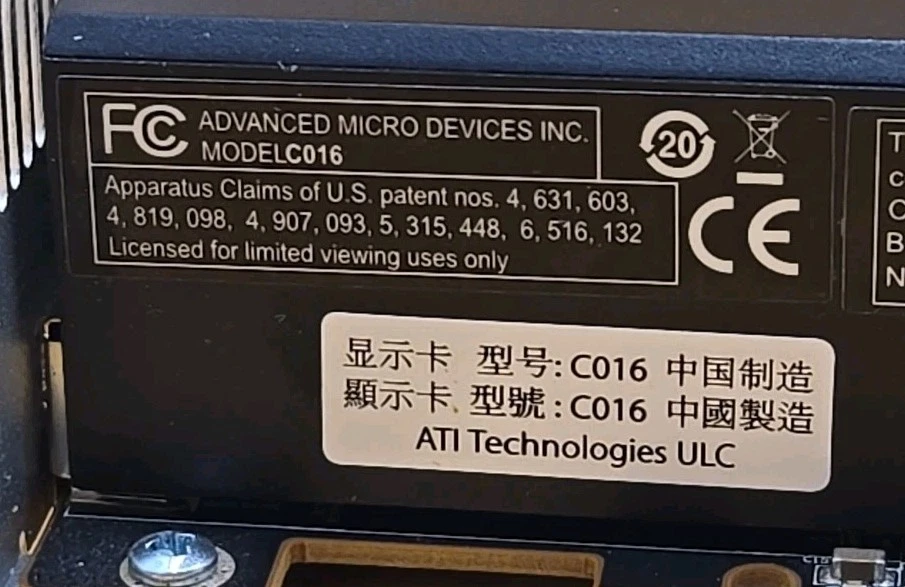 FC ADVANCED MICRO DEVICES INC.
MODELC016
Apparatus Claims of U.S. patent nos. 4, 631, 603,
4, 819, 098, 4, 907, 093, 5, 315, 448, 6, 516, 132
Licensed for limited viewing uses only
20
CE
显示卡 型号: C016 中国制造
顯示卡 型號: C016 中國製造
ATI Technologies ULC
T
C
B
N